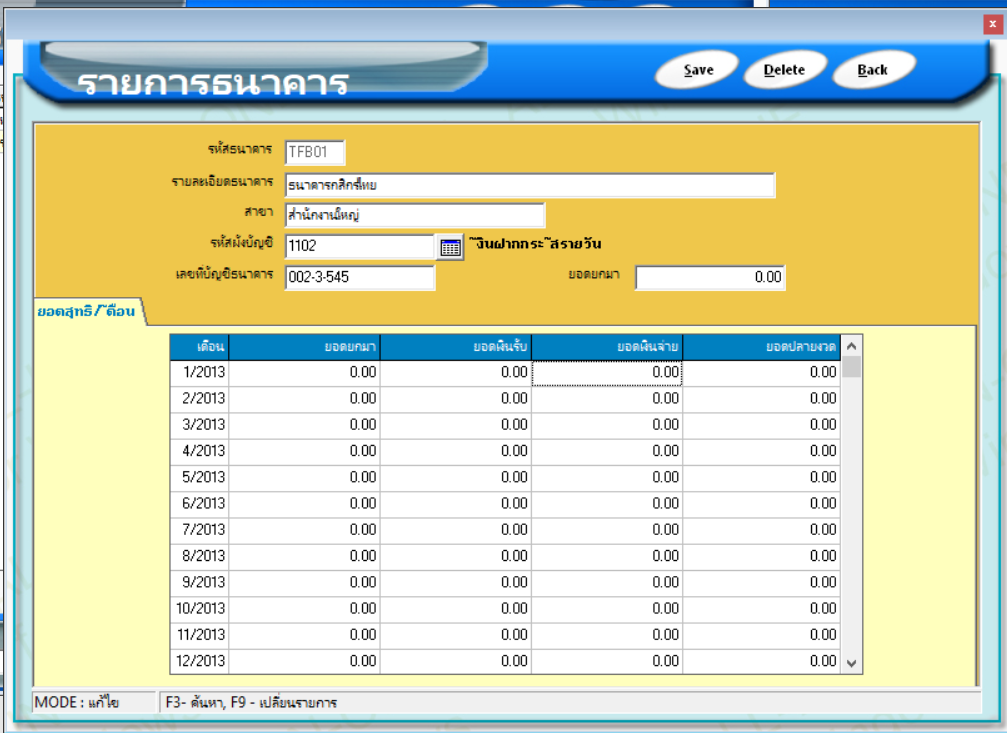 รายการธนาคาร
Save Delete Back
รหัสธนาคาร TFB01
รายละเอียดธนาคาร ธนาคารกสิกรไทย
สาขา สำนักงานใหญ่
รหัสผังบัญชี 1102 ˜งินฝากกระ˜สรายวัน
เลขที่บัญชีธนาคาร 002-3-545 ยอดยกมา 0.00
ยอดสุทธิ/˜ดือน
เดือน ยอดยกมา ยอดเงินรับ ยอดเงินจ่าย ยอดปลายงวด
1/2013 0.00 0.00 0.00 0.00
2/2013 0.00 0.00 0.00 0.00
3/2013 0.00 0.00 0.00 0.00
4/2013 0.00 0.00 0.00 0.00
5/2013 0.00 0.00 0.00 0.00
6/2013 0.00 0.00 0.00 0.00
7/2013 0.00 0.00 0.00 0.00
8/2013 0.00 0.00 0.00 0.00
9/2013 0.00 0.00 0.00 0.00
10/2013 0.00 0.00 0.00 0.00
11/2013 0.00 0.00 0.00 0.00
12/2013 0.00 0.00 0.00 0.00
MODE : แก้ไข F3- ค้นหา, F9 - เปลี่ยนรายการ